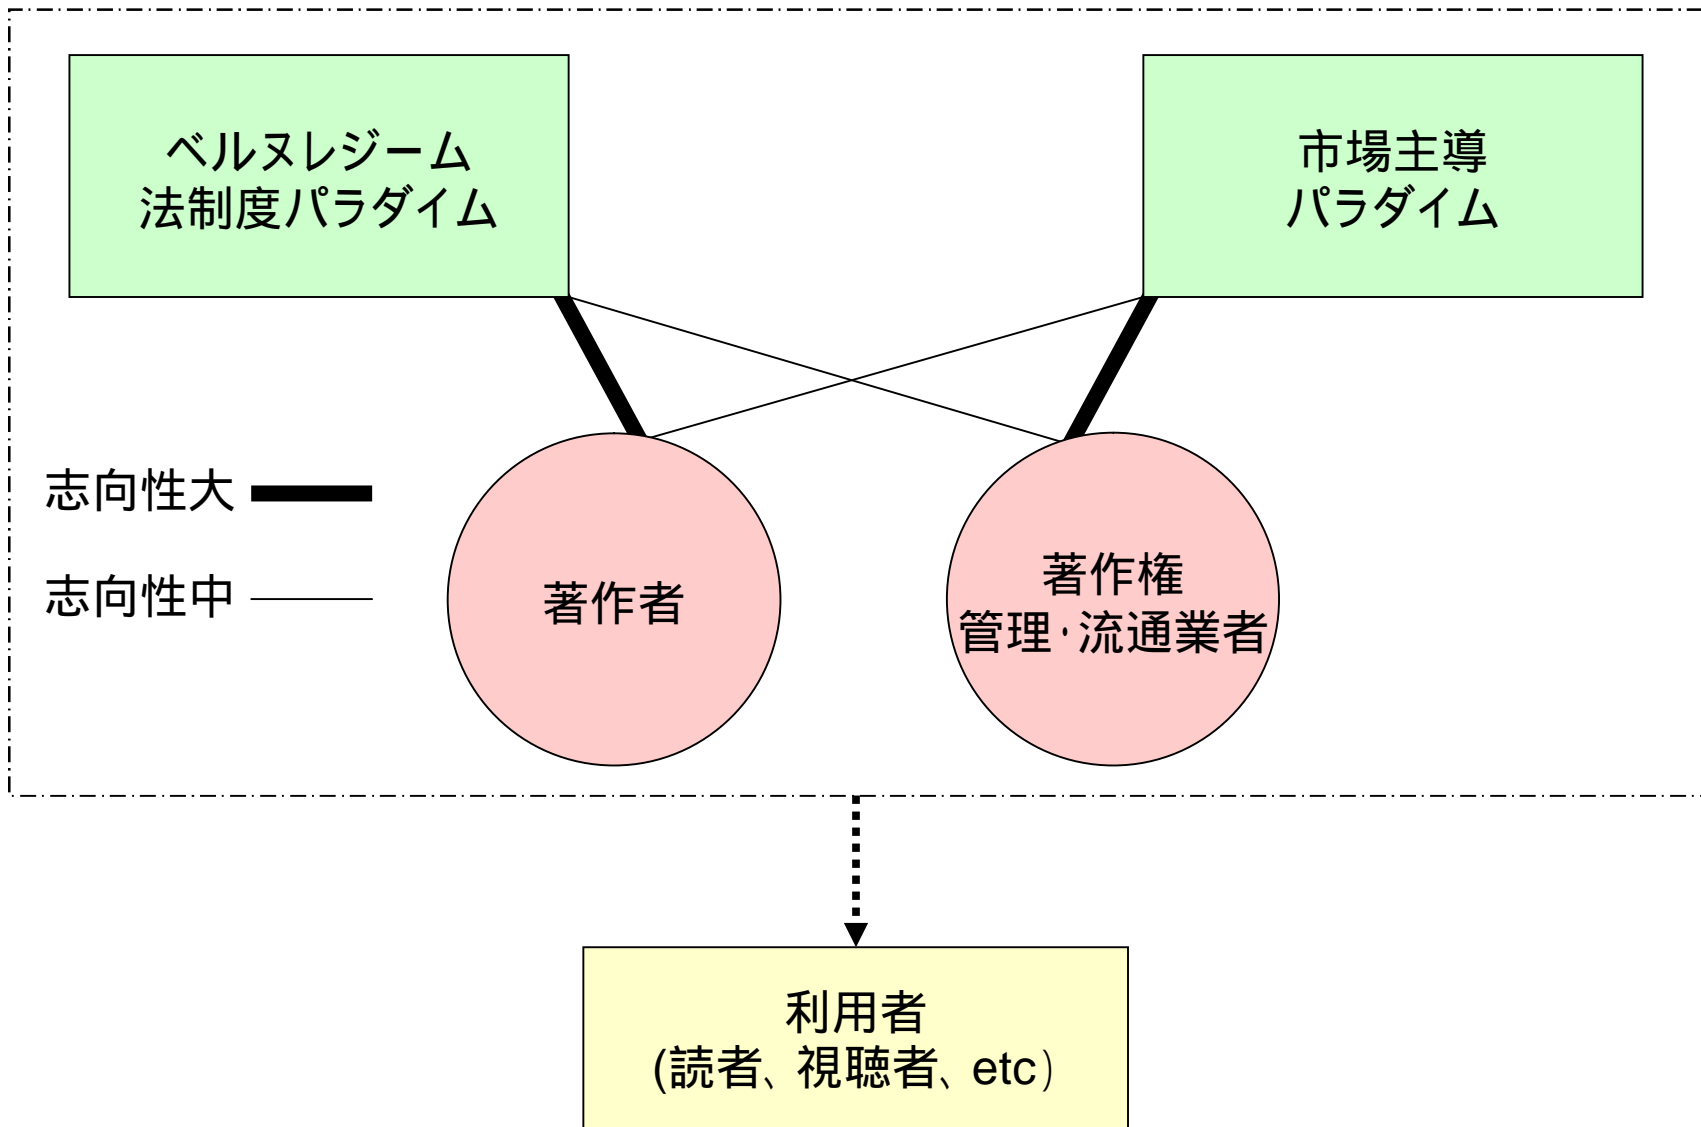 ベルヌレジーム
法制度パラダイム
市場主導
パラダイム
志向性大
志向性中
著作者
著作権
管理・流通業者
利用者
(読者、視聴者、etc)